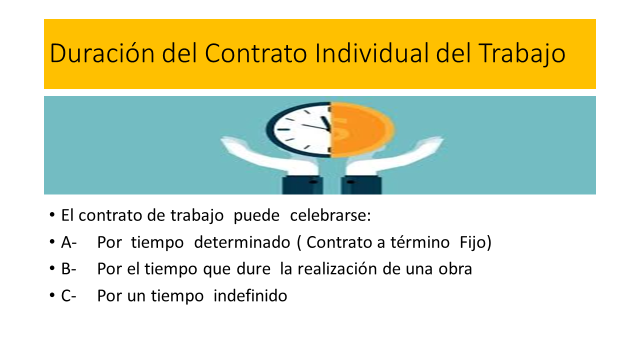 Duración del Contrato Individual del Trabajo
• El contrato de trabajo puede celebrarse:
• A- Por tiempo determinado ( Contrato a término Fijo)
• B- Por el tiempo que dure la realización de una obra
• C- Por un tiempo indefinido